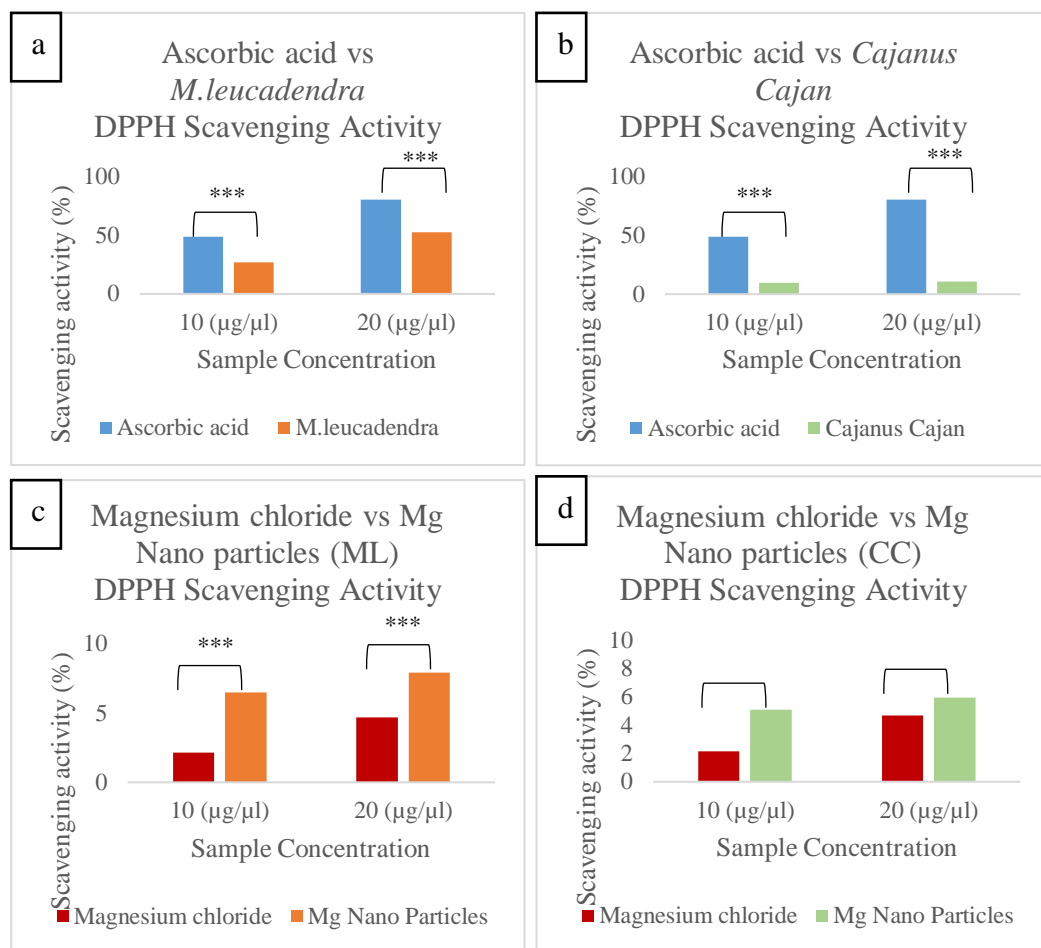 a
Ascorbic acid vs
M.leucadendra
DPPH Scavenging Activity
Scavenging activity (%)
100
50
0
***
***
10 (µg/µl)
20 (µg/µl)
Sample Concentration
Ascorbic acid
M.leucadendra
b
Ascorbic acid vs Cajanus
Cajan
DPPH Scavenging Activity
Scavenging activity (%)
100
50
0
***
***
10 (µg/µl)
20 (µg/µl)
Sample Concentration
Ascorbic acid
Cajanus Cajan
c
Magnesium chloride vs Mg
Nano particles (ML)
DPPH Scavenging Activity
Scavenging activity (%)
10
5
0
***
***
10 (µg/µl)
20 (µg/µl)
Sample Concentration
Magnesium chloride
Mg Nano Particles
d
Magnesium chloride vs Mg
Nano particles (CC)
DPPH Scavenging Activity
Scavenging activity (%)
10
8
6
4
2
0
10 (µg/µl)
20 (µg/µl)
Sample Concentration
Magnesium chloride
Mg Nano Particles